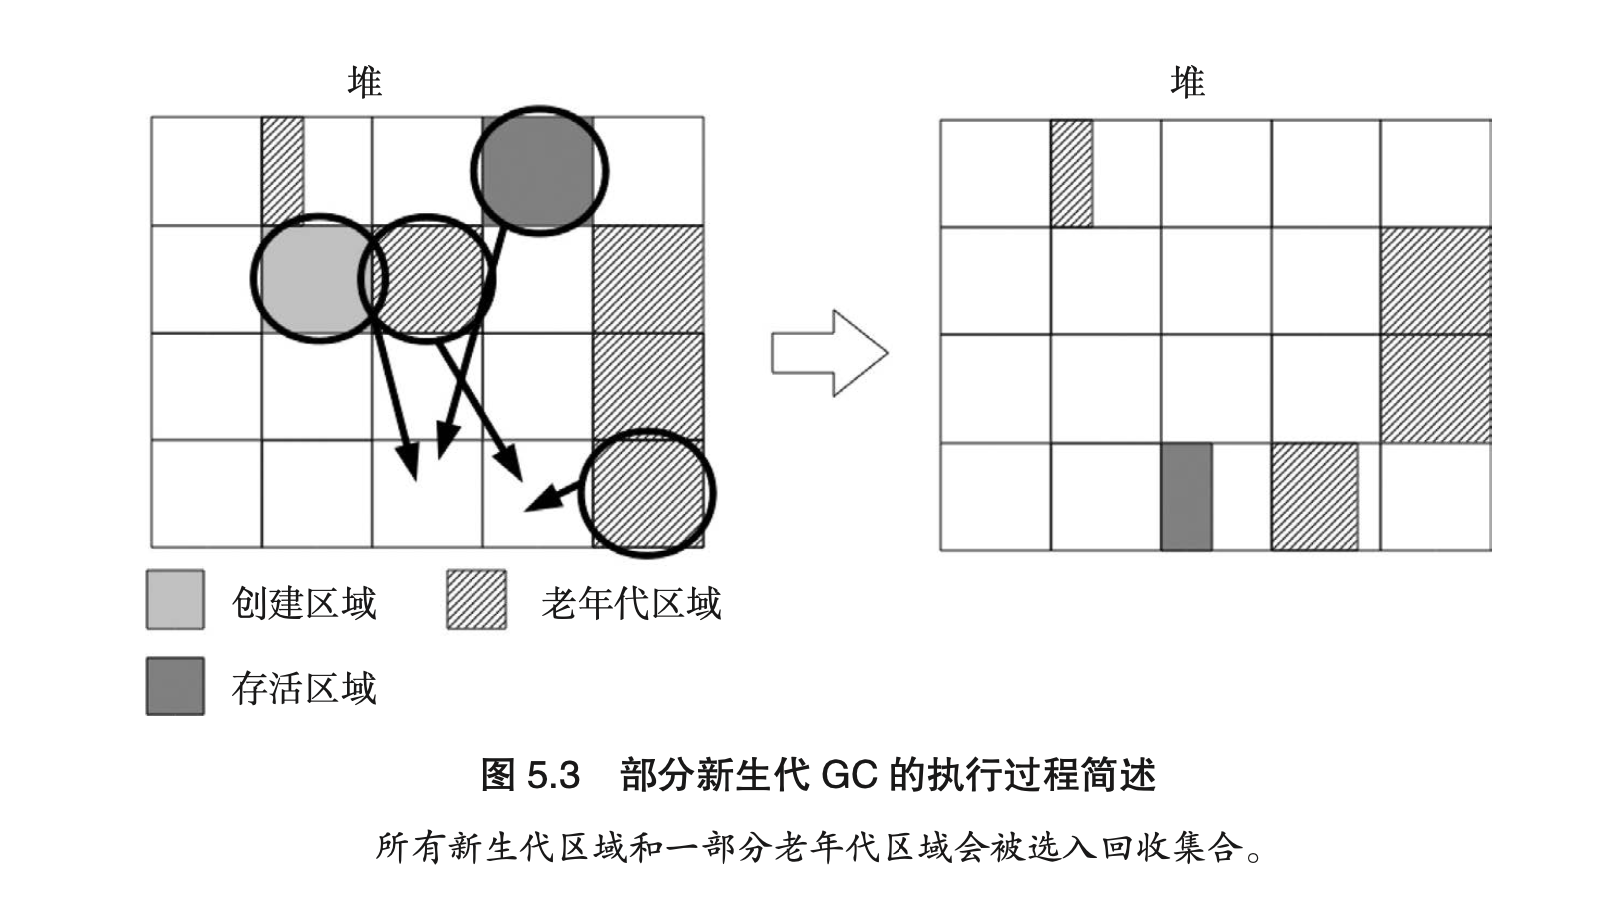 堆
堆
创建区域
老年代区域
存活区域
图 5.3 部分新生代 GC 的执行过程简述
所有新生代区域和一部分老年代区域会被选入回收集合。